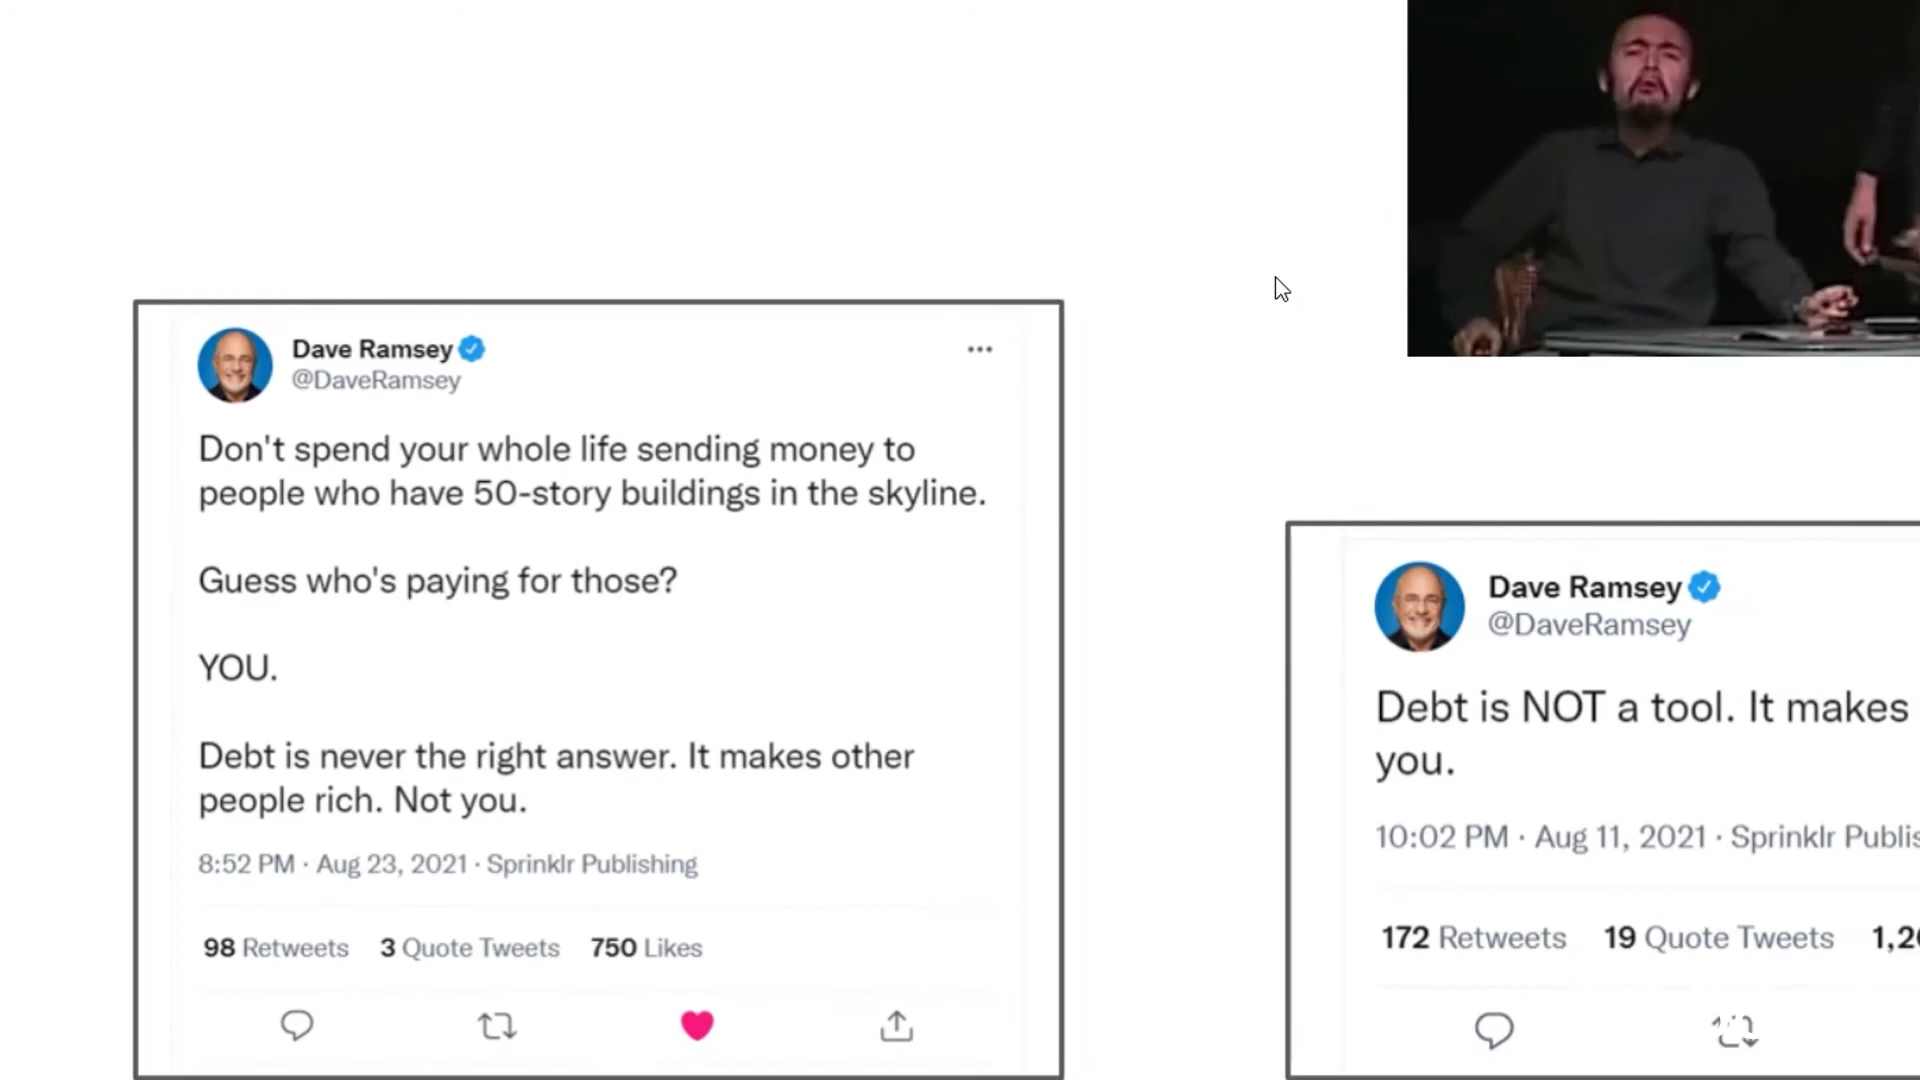 Dave Ramsey
@DaveRamsey
Don't spend your whole life sending money to
people who have 50-story buildings in the skyline.
Guess who's paying for those?
YOU.
Debt is never the right answer. It makes other
people rich. Not you.
8:52 PM · Aug 23, 2021 · Sprinklr Publishing
98 Retweets 3 Quote Tweets 750 Likes
Dave Ramsey
@DaveRamsey
Debt is NOT a tool. It makes
you.
10:02 PM · Aug 11, 2021 · Sprinklr
172 Retweets 19 Quote Tweets